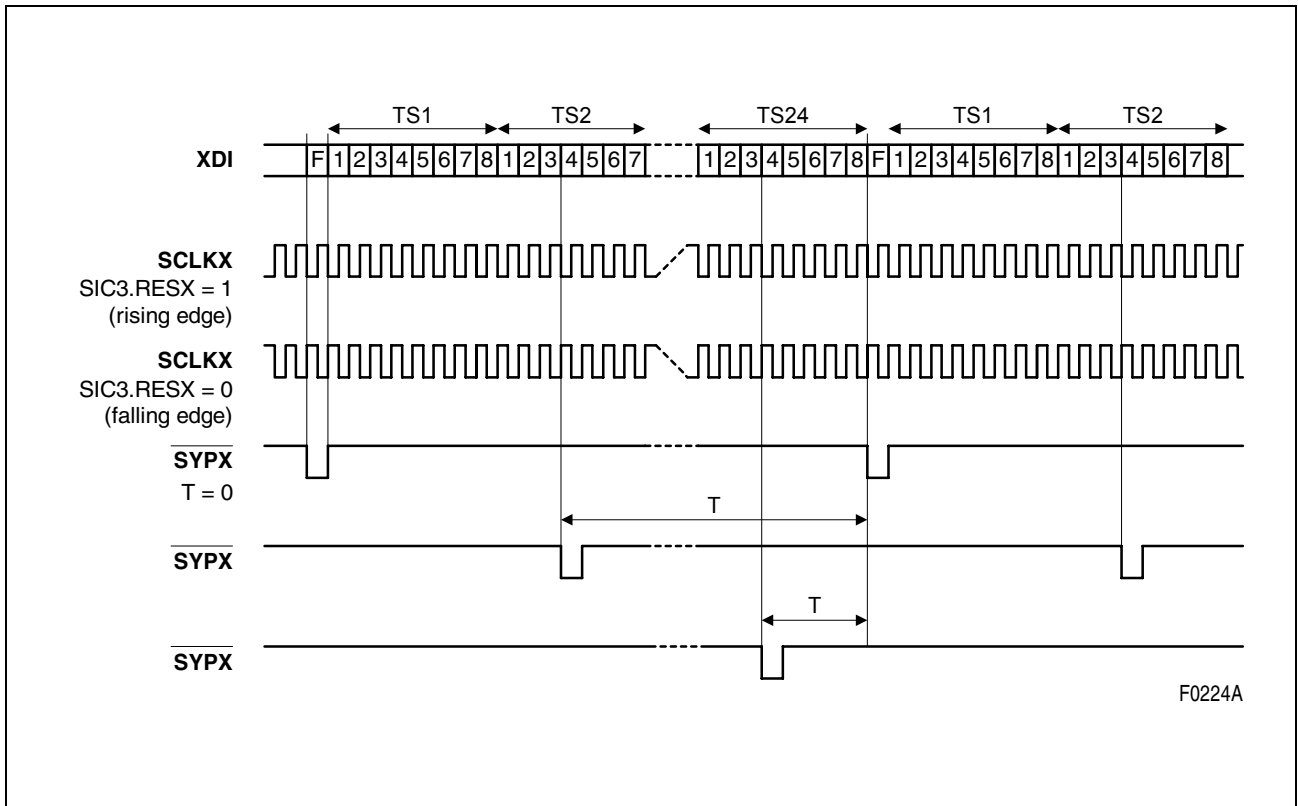 TS1 TS2 TS24 TS1 TS2
XDI F 1 2 3 4 5 6 7 8 1 2 3 4 5 6 7 1 2 3 4 5 6 7 8 F 1 2 3 4 5 6 7 8 1 2 3 4 5 6 7 8
SCLKX
SIC3.RESX = 1
(rising edge)
SCLKX
SIC3.RESX = 0
(falling edge)
SYPX
T = 0
T
SYPX
T
SYPX
F0224A